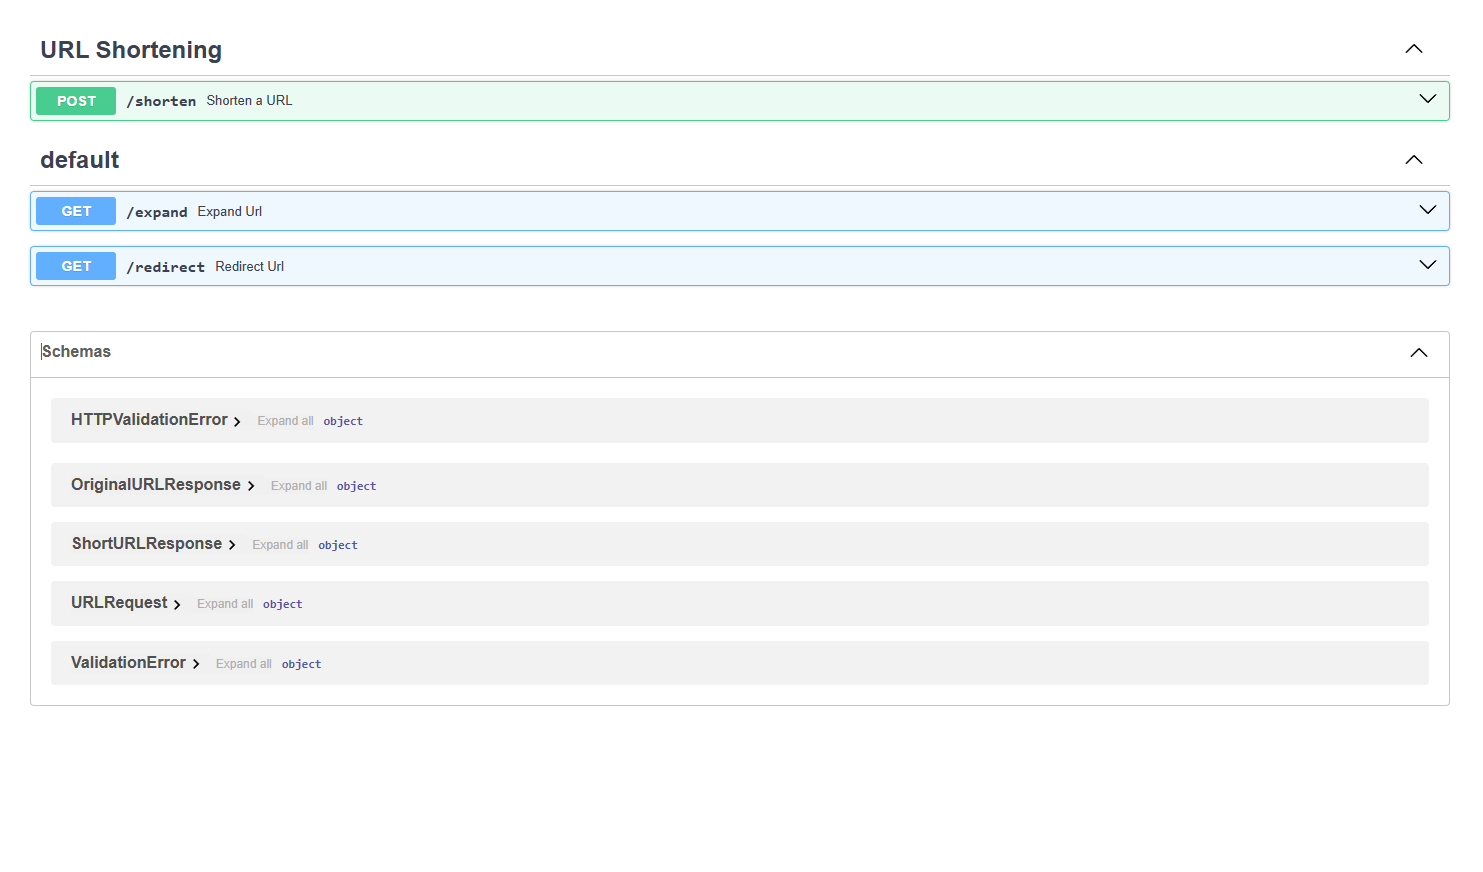 URL Shortening
POST /shorten Shorten a URL
default
GET /expand Expand Url
GET /redirect Redirect Url
Schemas
HTTPValidationError Expand all object
OriginalURLResponse Expand all object
ShortURLResponse Expand all object
URLRequest Expand all object
ValidationError Expand all object